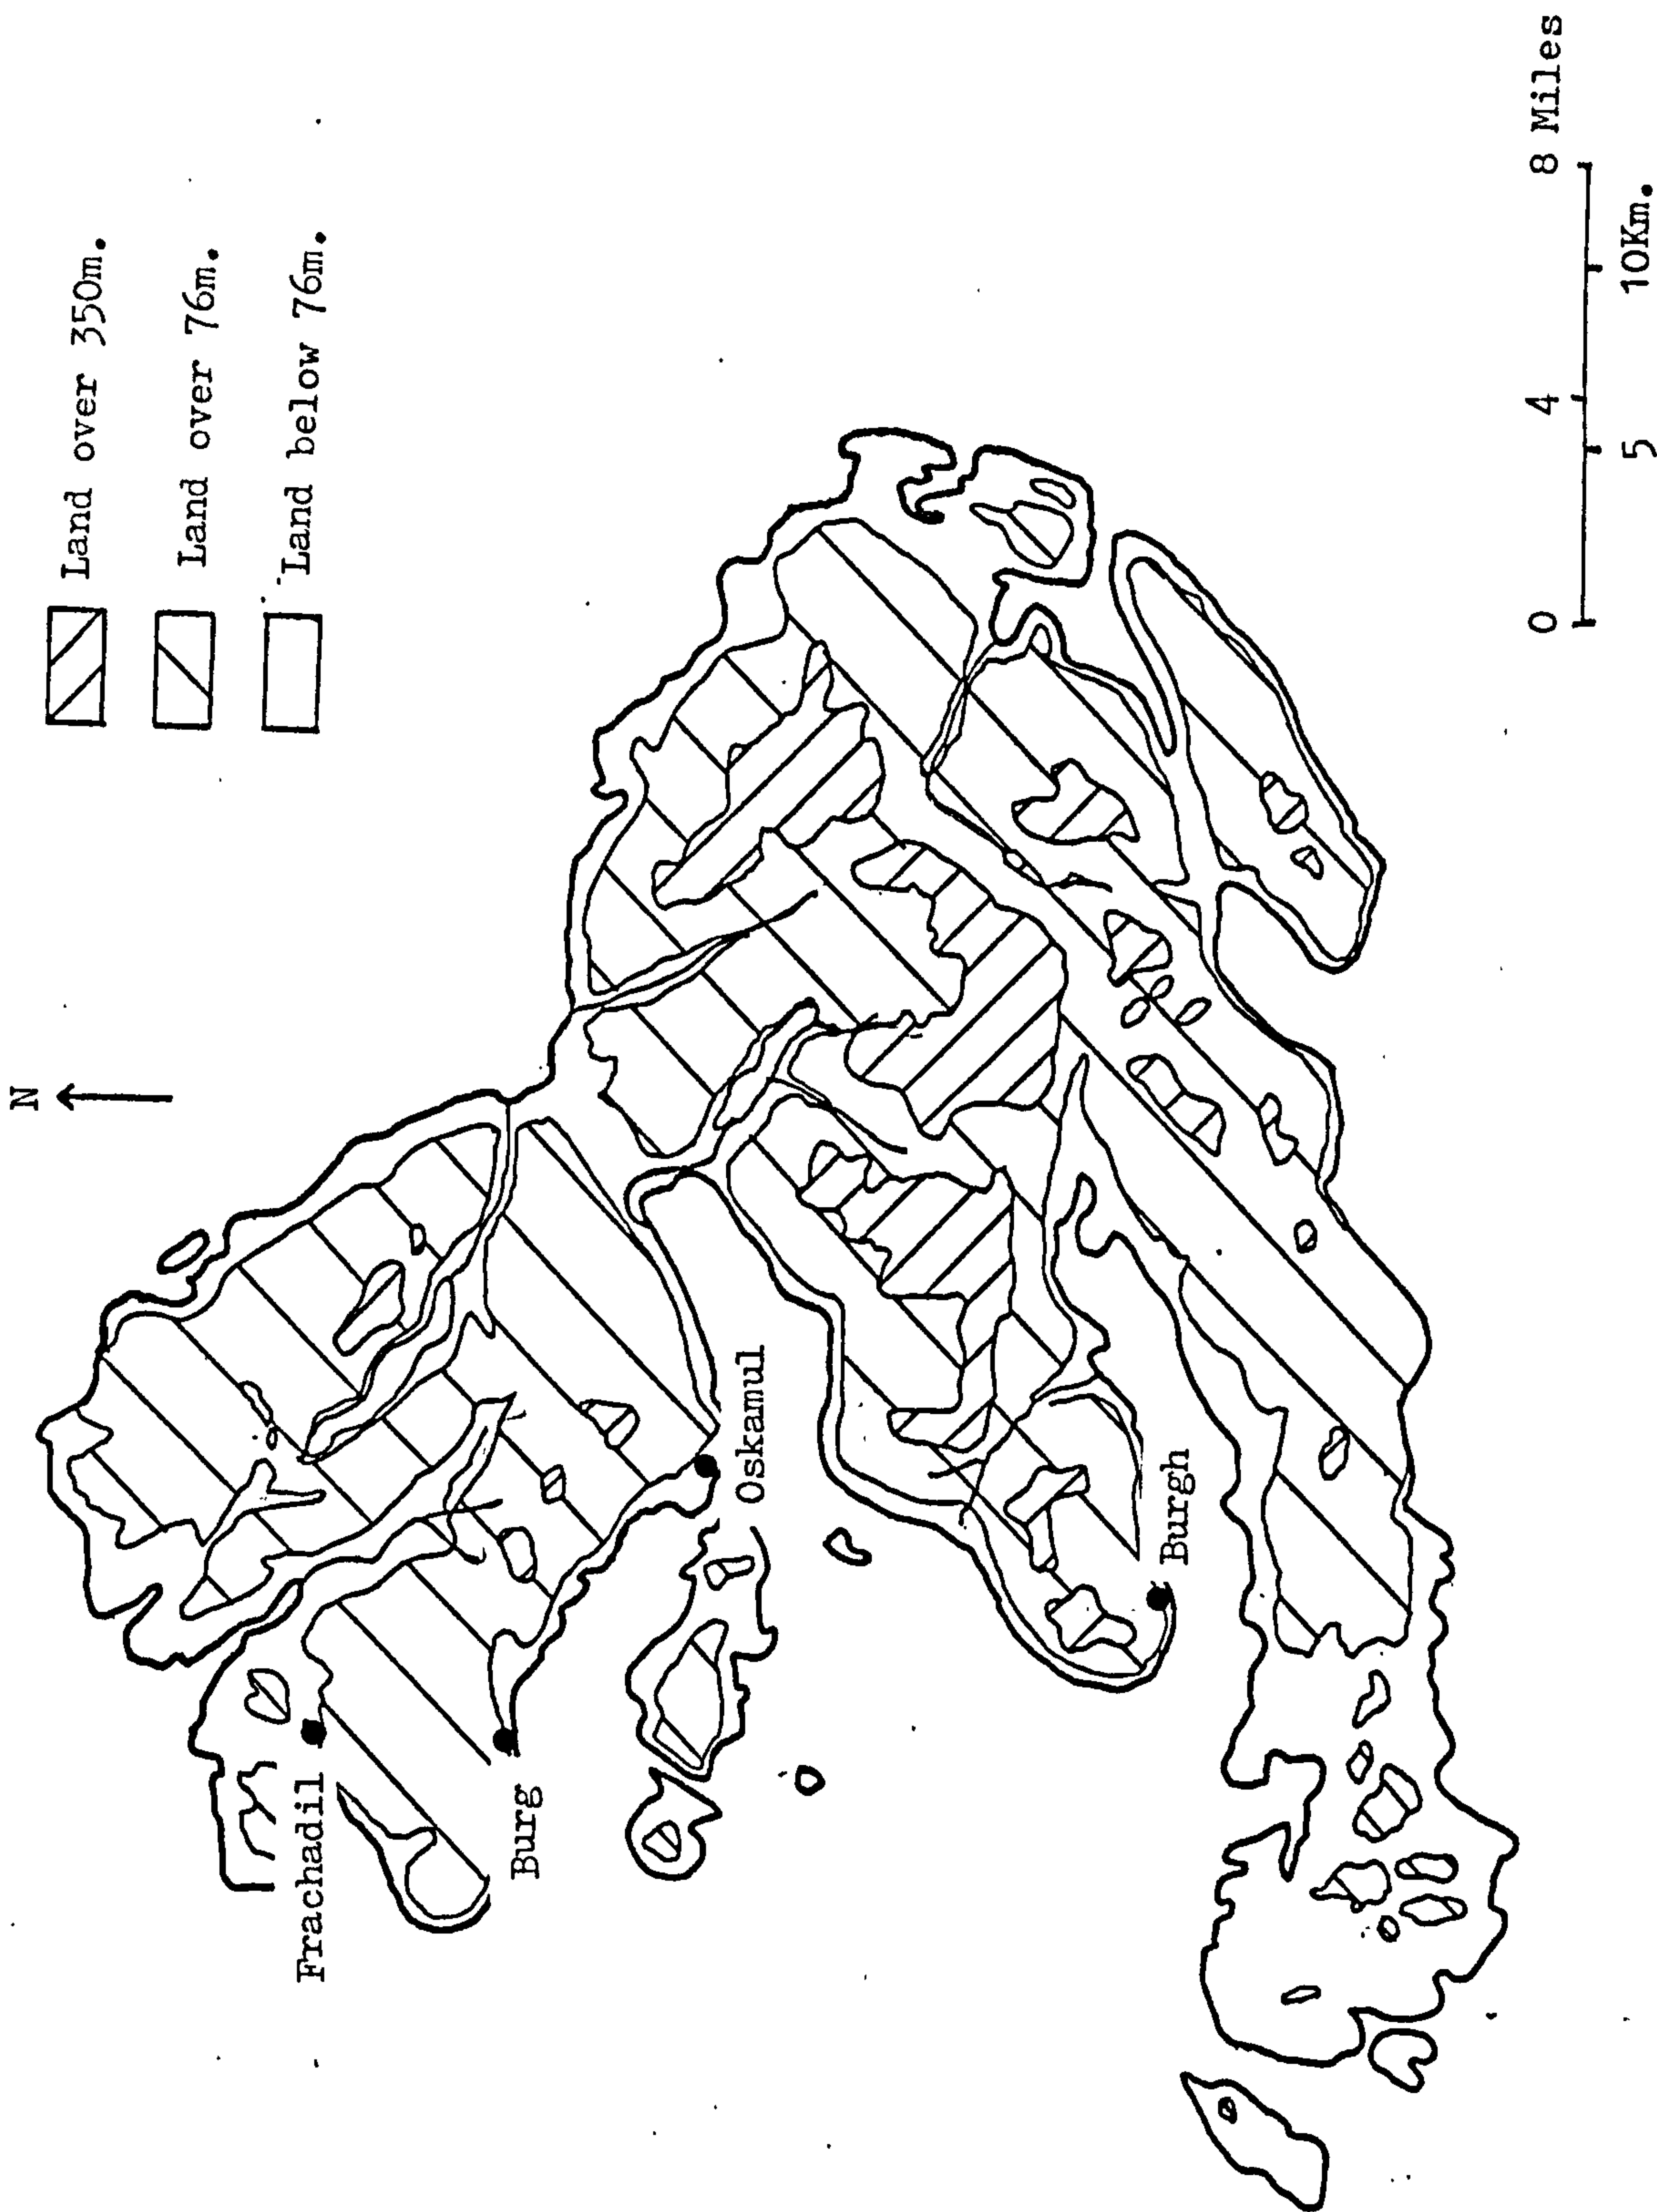 N
Land over 350m.
Land over 76m.
Land below 76m.
Frachadil
Burg
Oskamul
Burgh
0 4 8 Miles
5 10Km.